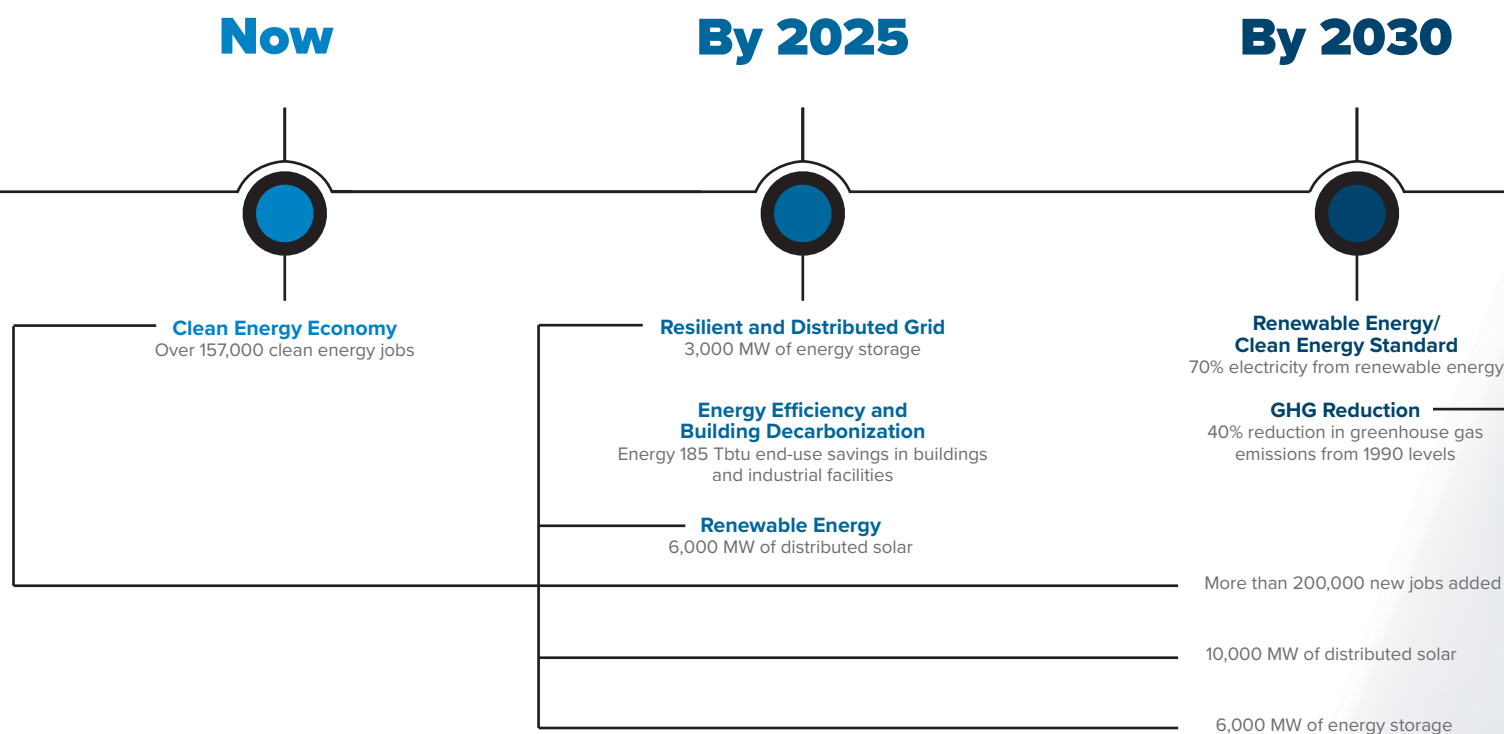 Now
By 2025
By 2030
Clean Energy Economy
Over 157,000 clean energy jobs
Resilient and Distributed Grid
3,000 MW of energy storage
Energy Efficiency and
Building Decarbonization
Energy 185 Tbtu end-use savings in buildings
and industrial facilities
Renewable Energy
6,000 MW of distributed solar
Renewable Energy/
Clean Energy Standard
70% electricity from renewable energy
GHG Reduction
40% reduction in greenhouse gas
emissions from 1990 levels
More than 200,000 new jobs added
10,000 MW of distributed solar
6,000 MW of energy storage